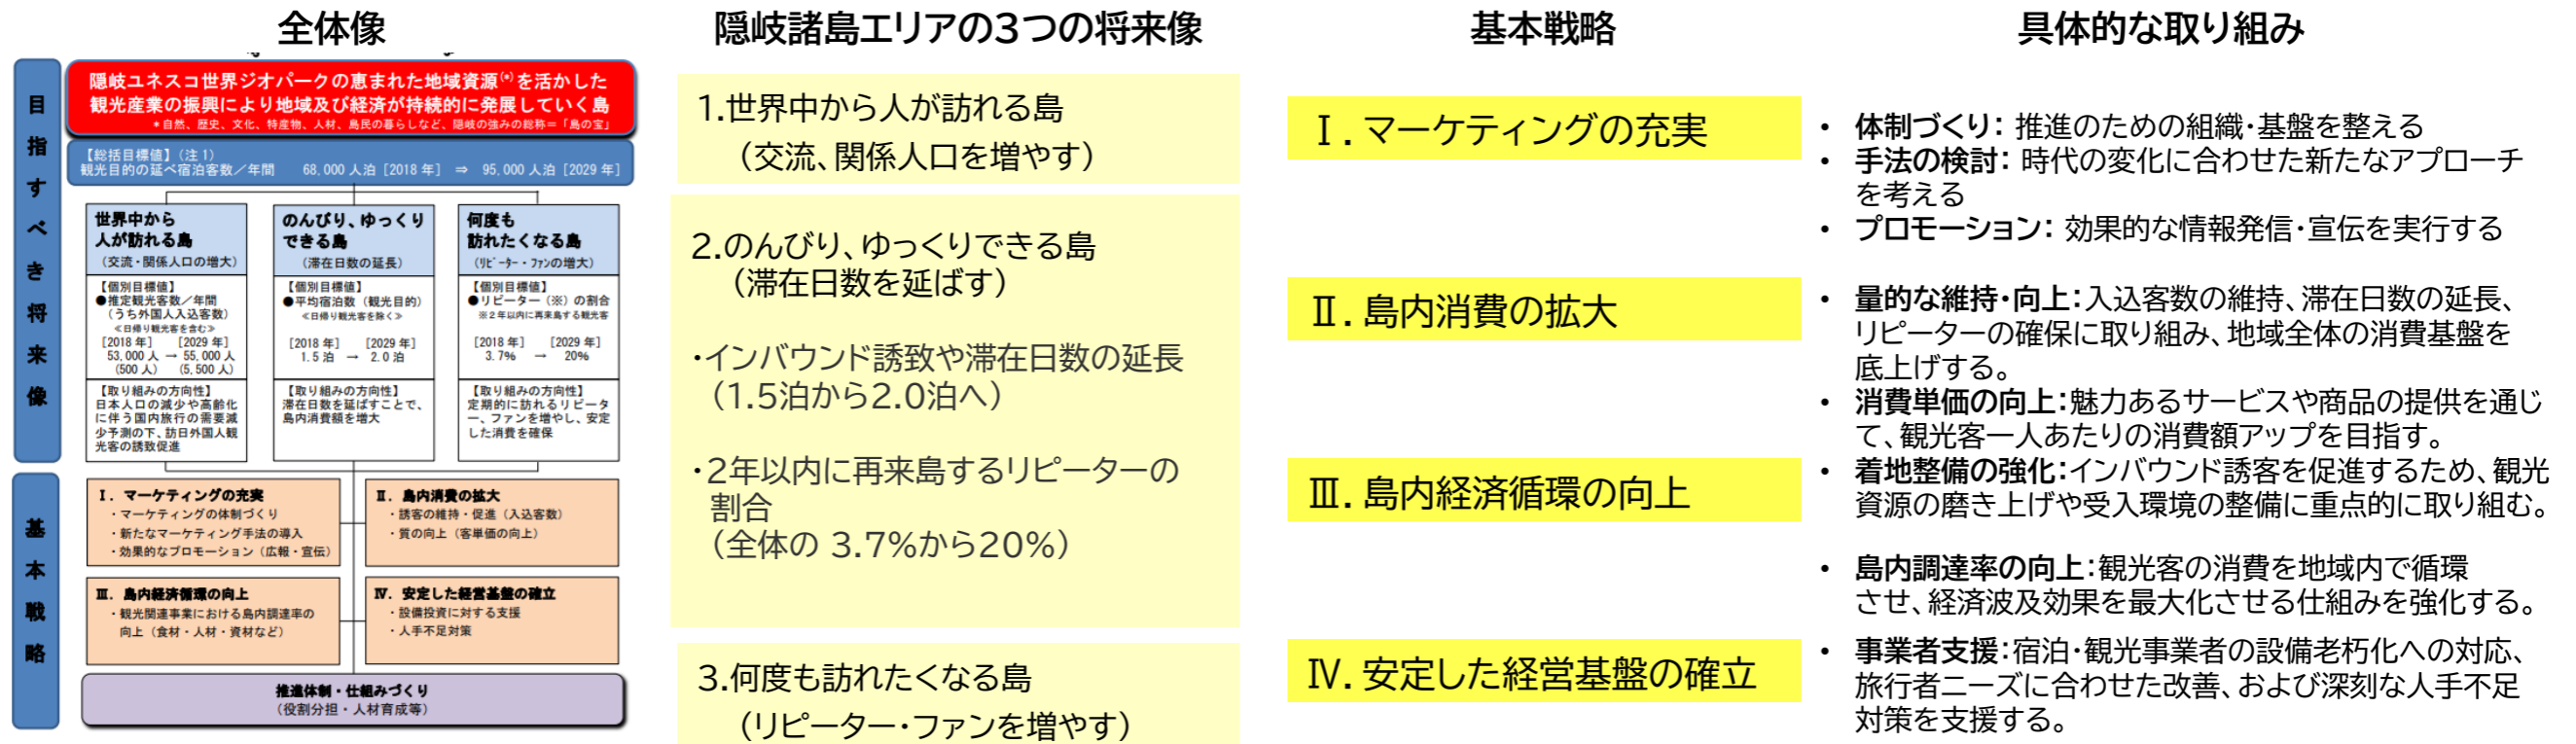 全体像
目指すべき将来像
隠岐ユネスコ世界ジオパークの恵まれた地域資源(*)を活かした
観光産業の振興により地域及び経済が持続的に発展していく島
*自然、歴史、文化、特産物、人材、島民の暮らしなど、隠岐の強みの総称＝「島の宝」
【総括目標値】(注1)
観光目的の延べ宿泊客数／年間 68,000人泊[2018年] ⇒ 95,000人泊[2029年]
世界中から
人が訪れる島
(交流・関係人口の増大)
【個別目標値】
●推定観光客数／年間
(うち外国人入込客数)
≪日帰り観光客を含む≫
[2018年] [2029年]
53,000人 → 55,000人
(500人) (5,500人)
【取り組みの方向性】
日本人口の減少や高齢化
に伴う国内旅行の需要減
少予測の下、訪日外国人観
光客の誘致促進
のんびり、ゆっくり
できる島
(滞在日数の延長)
【個別目標値】
●平均宿泊数（観光目的）
≪日帰り観光客を除く≫
[2018年] [2029年]
1.5泊 → 2.0泊
【取り組みの方向性】
滞在日数を延ばすことで、
島内消費額を増大
何度も
訪れたくなる島
(ﾘﾋﾟｰﾀｰ・ﾌｧﾝの増大)
【個別目標値】
●リピーター（※）の割合
※2年以内に再来島する観光客
[2018年] [2029年]
3.7% → 20%
【取り組みの方向性】
定期的に訪れるリピータ
ー、ファンを増やし、安定
した消費を確保
基本戦略
Ⅰ．マーケティングの充実
・マーケティングの体制づくり
・新たなマーケティング手法の導入
・効果的なプロモーション（広報・宣伝）
Ⅱ．島内消費の拡大
・誘客の維持・促進（入込客数）
・質の向上（客単価の向上）
Ⅲ．島内経済循環の向上
・観光関連事業における島内調達率の
向上（食材・人材・資材など）
Ⅳ．安定した経営基盤の確立
・設備投資に対する支援
・人手不足対策
推進体制・仕組みづくり
(役割分担・人材育成等)
隠岐諸島エリアの3つの将来像
1.世界中から人が訪れる島
（交流、関係人口を増やす）
2.のんびり、ゆっくりできる島
（滞在日数を延ばす）
・インバウンド誘致や滞在日数の延長
（1.5泊から2.0泊へ）
・2年以内に再来島するリピーターの
割合
（全体の 3.7%から20%）
3.何度も訪れたくなる島
（リピーター・ファンを増やす）
基本戦略
Ⅰ. マーケティングの充実
Ⅱ. 島内消費の拡大
Ⅲ. 島内経済循環の向上
Ⅳ. 安定した経営基盤の確立
具体的な取り組み
• 体制づくり： 推進のための組織・基盤を整える
• 手法の検討： 時代の変化に合わせた新たなアプローチ
を考える
• プロモーション： 効果的な情報発信・宣伝を実行する
• 量的な維持・向上：入込客数の維持、滞在日数の延長、
リピーターの確保に取り組み、地域全体の消費基盤を
底上げする。
• 消費単価の向上：魅力あるサービスや商品の提供を通じ
て、観光客一人あたりの消費額アップを目指す。
• 着地整備の強化：インバウンド誘客を促進するため、観光
資源の磨き上げや受入環境の整備に重点的に取り組む。
• 島内調達率の向上：観光客の消費を地域内で循環
させ、経済波及効果を最大化させる仕組みを強化する。
• 事業者支援：宿泊・観光事業者の設備老朽化への対応、
旅行者ニーズに合わせた改善、および深刻な人手不足
対策を支援する。